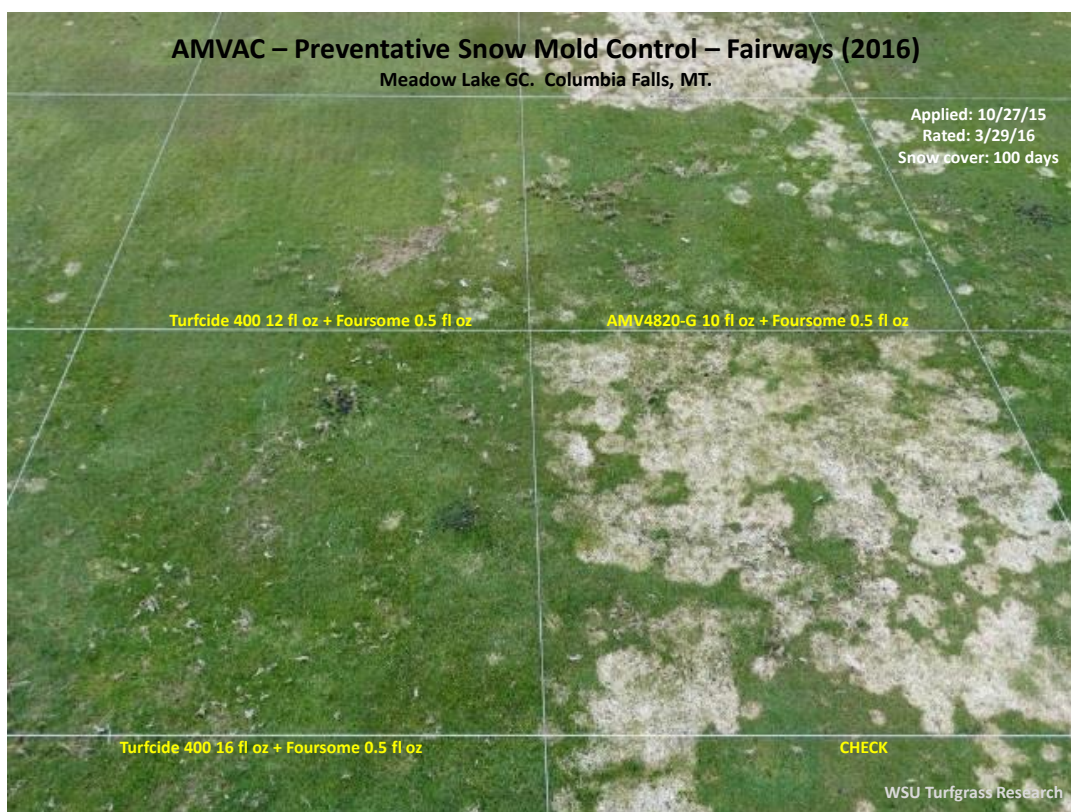 AMVAC – Preventative Snow Mold Control – Fairways (2016)
Meadow Lake GC.  Columbia Falls, MT.
Applied: 10/27/15
Rated: 3/29/16
Snow cover: 100 days
Turfcide 400 12 fl oz + Foursome 0.5 fl oz
AMV4820-G 10 fl oz + Foursome 0.5 fl oz
Turfcide 400 16 fl oz + Foursome 0.5 fl oz
CHECK
WSU Turfgrass Research